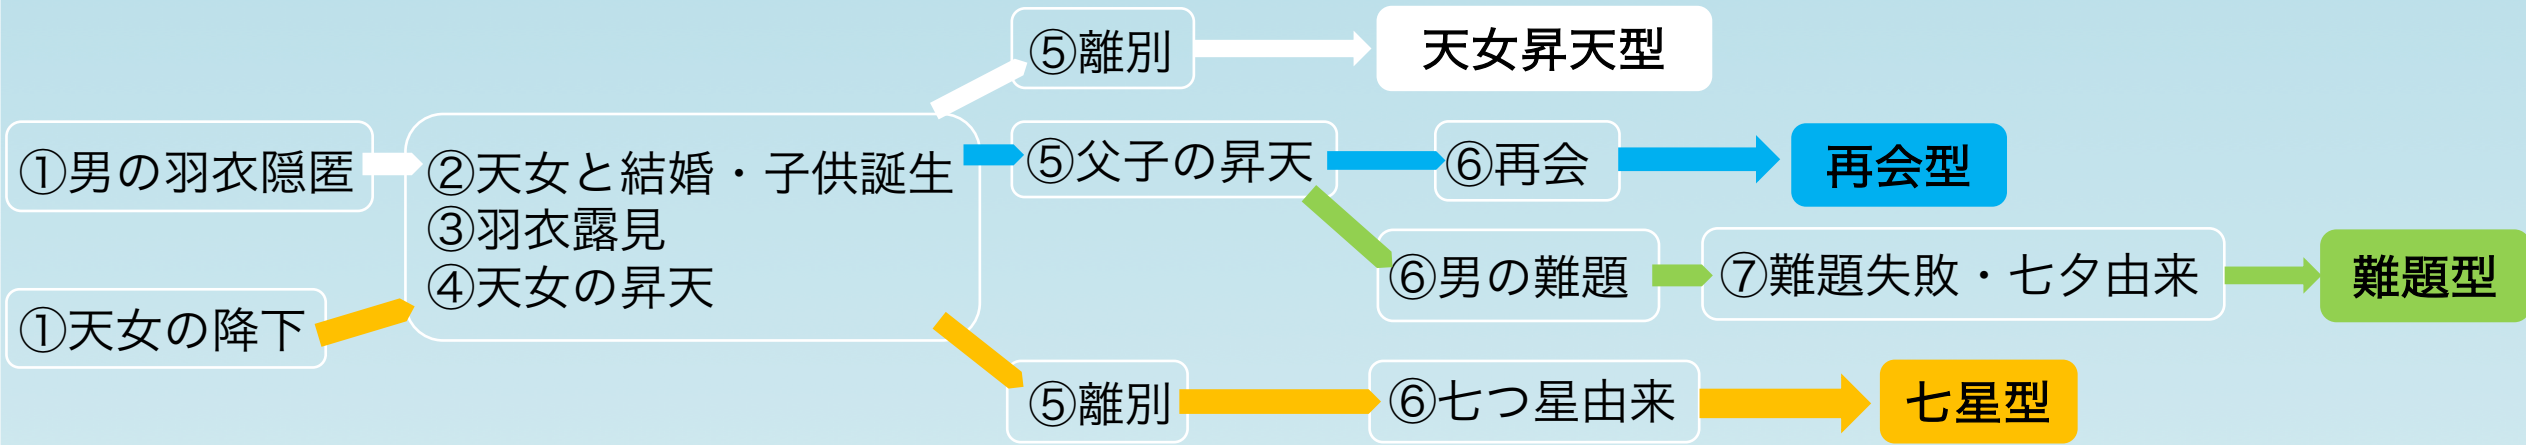 ①男の羽衣隠匿
①天女の降下
②天女と結婚・子供誕生
③羽衣露見
④天女の昇天
⑤離別
天女昇天型
⑤父子の昇天
⑥再会
再会型
⑥男の難題
⑦難題失敗・七夕由来
難題型
⑤離別
⑥七つ星由来
七星型